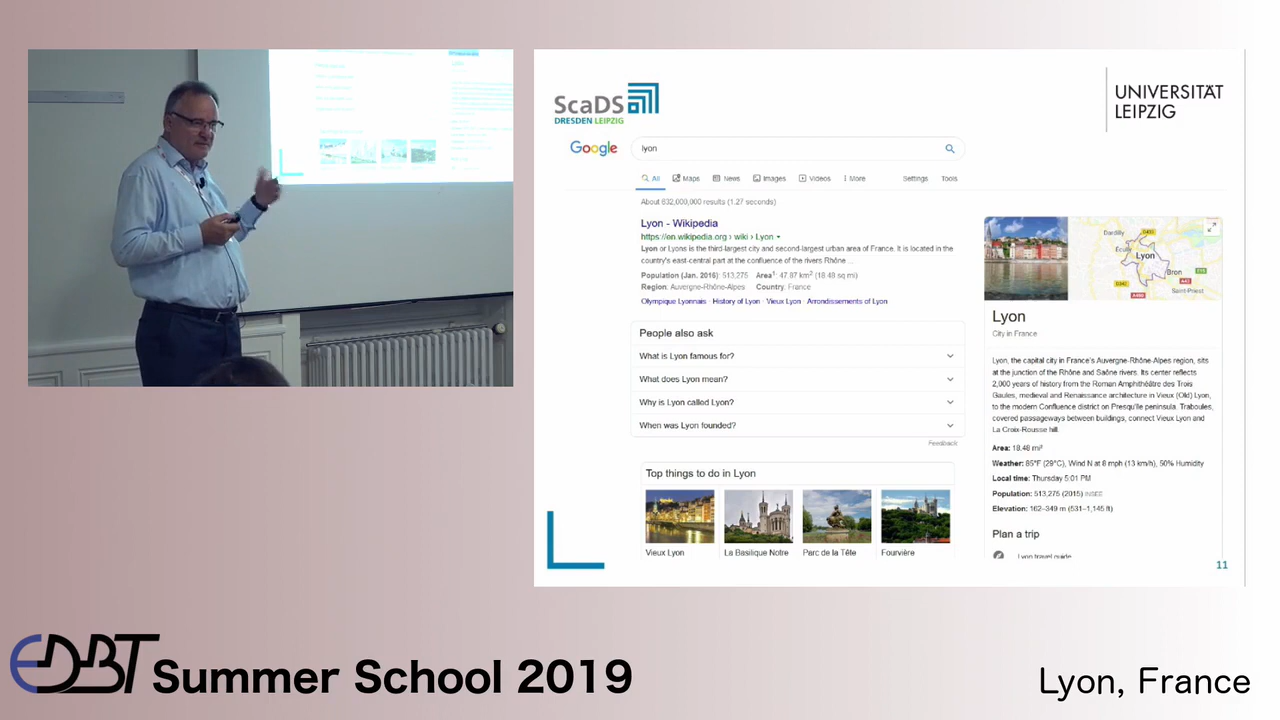 ScaDS
DRESDEN LEIPZIG
UNIVERSITÄT
LEIPZIG
Google
lyon
All
Maps
News
Images
Videos
More
Settings
Tools
About 632,000,000 results (1.27 seconds)
Lyon - Wikipedia
https://en.wikipedia.org › wiki › Lyon
Lyon or Lyons is the third-largest city and second-largest urban area of France. It is located in the
country's east-central part at the confluence of the rivers Rhône ...
Population (Jan. 2016): 513,275 Area¹: 47.87 km² (18.48 sq mi)
Region: Auvergne-Rhône-Alpes Country: France
Olympique Lyonnais · History of Lyon · Vieux Lyon · Arrondissements of Lyon
People also ask
What is Lyon famous for?
What does Lyon mean?
Why is Lyon called Lyon?
When was Lyon founded?
Feedback
Top things to do in Lyon
Vieux Lyon
La Basilique Notre
Parc de la Tête
Fourvière
Dardilly
Écully
Lyon
Bron
Saint-Priest
Lyon
City in France
Lyon, the capital city in France's Auvergne-Rhône-Alpes region, sits
at the junction of the Rhône and Saône rivers. Its center reflects
2,000 years of history from the Roman Amphithéâtre des Trois
Gaules, medieval and Renaissance architecture in Vieux (Old) Lyon,
to the modern Confluence district on Presqu'île peninsula. Traboules,
covered passageways between buildings, connect Vieux Lyon and
La Croix-Rousse hill.
Area: 18.48 mi²
Weather: 85°F (29°C), Wind N at 8 mph (13 km/h), 50% Humidity
Local time: Thursday 5:01 PM
Population: 513,275 (2015) INSEE
Elevation: 162–349 m (531–1,145 ft)
Plan a trip
Lyon travel guide
11
EDBT Summer School 2019
Lyon, France